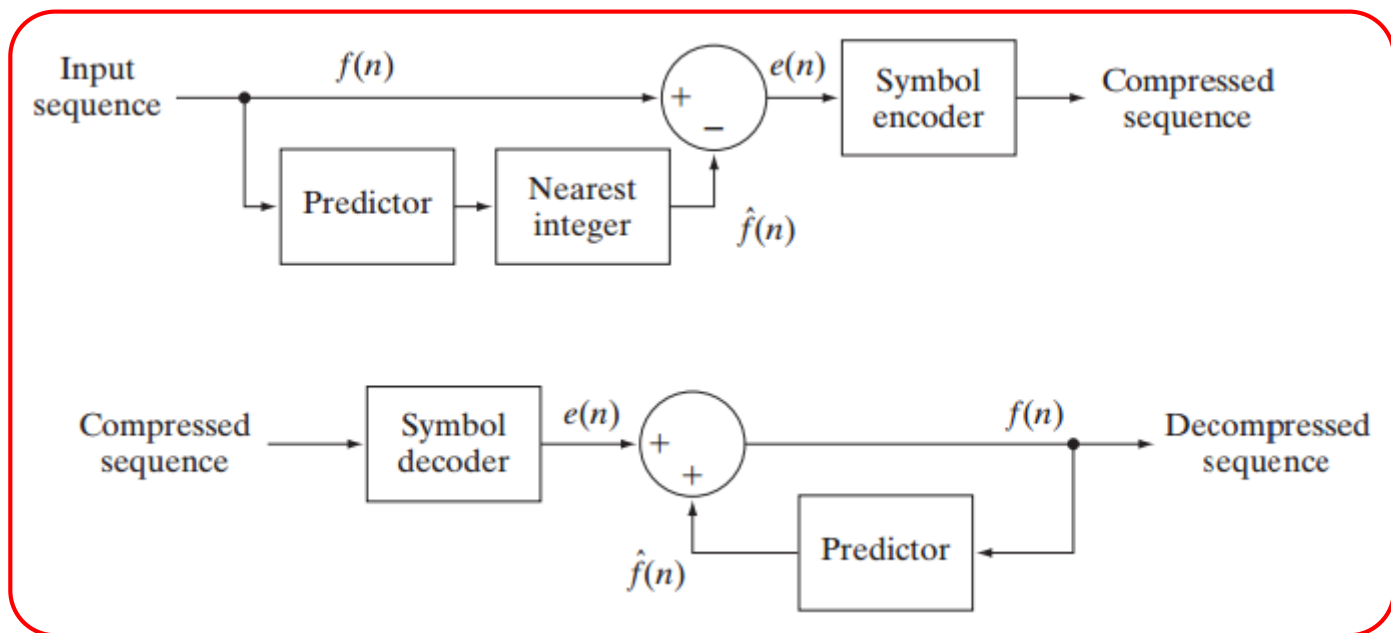 Input
sequence
f(n)
+
−
e(n)
Symbol
encoder
Compressed
sequence
Predictor
Nearest
integer
f̂(n)
Compressed
sequence
Symbol
decoder
e(n)
+
+
f(n)
Decompressed
sequence
f̂(n)
Predictor